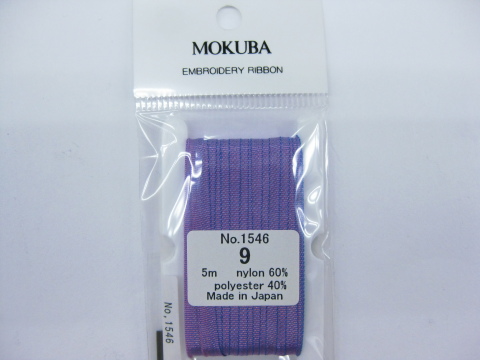 MOKUBA
EMBROIDERY RIBBON
No.1546
9
5m nylon 60%
polyester 40%
Made in Japan
No,1546